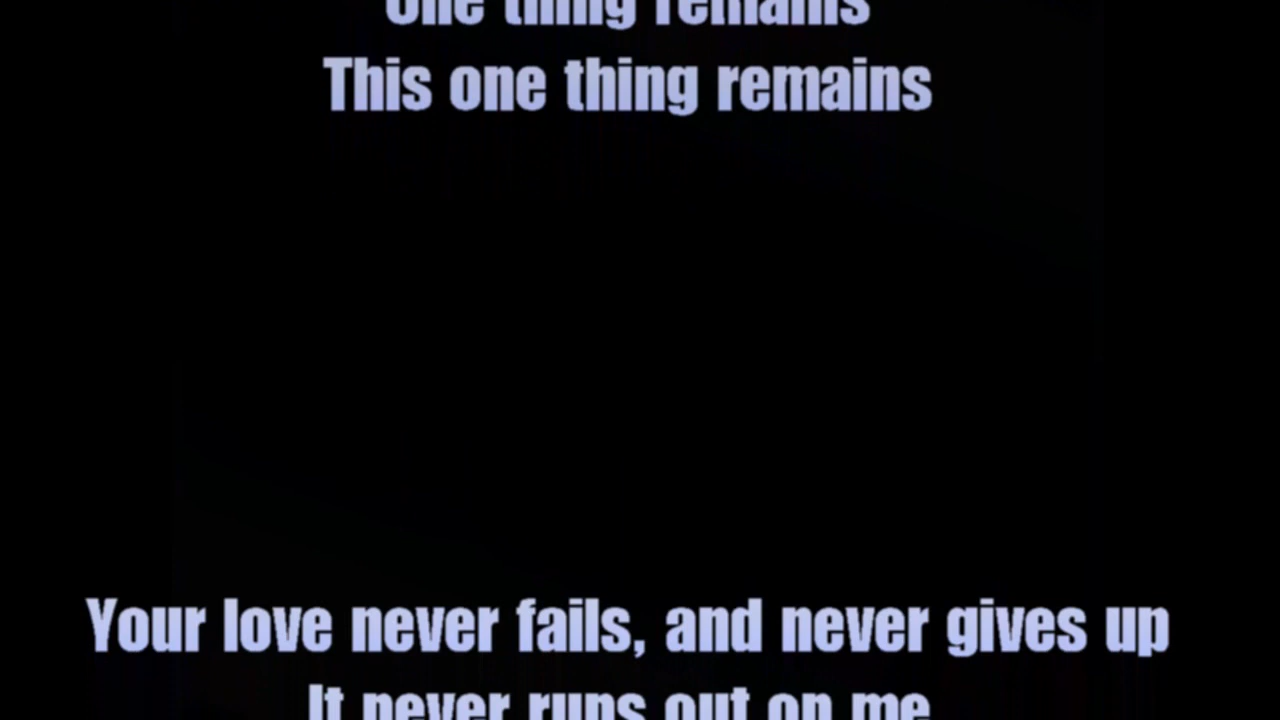 One thing remains
This one thing remains
Your love never fails, and never gives up
It never runs out on me